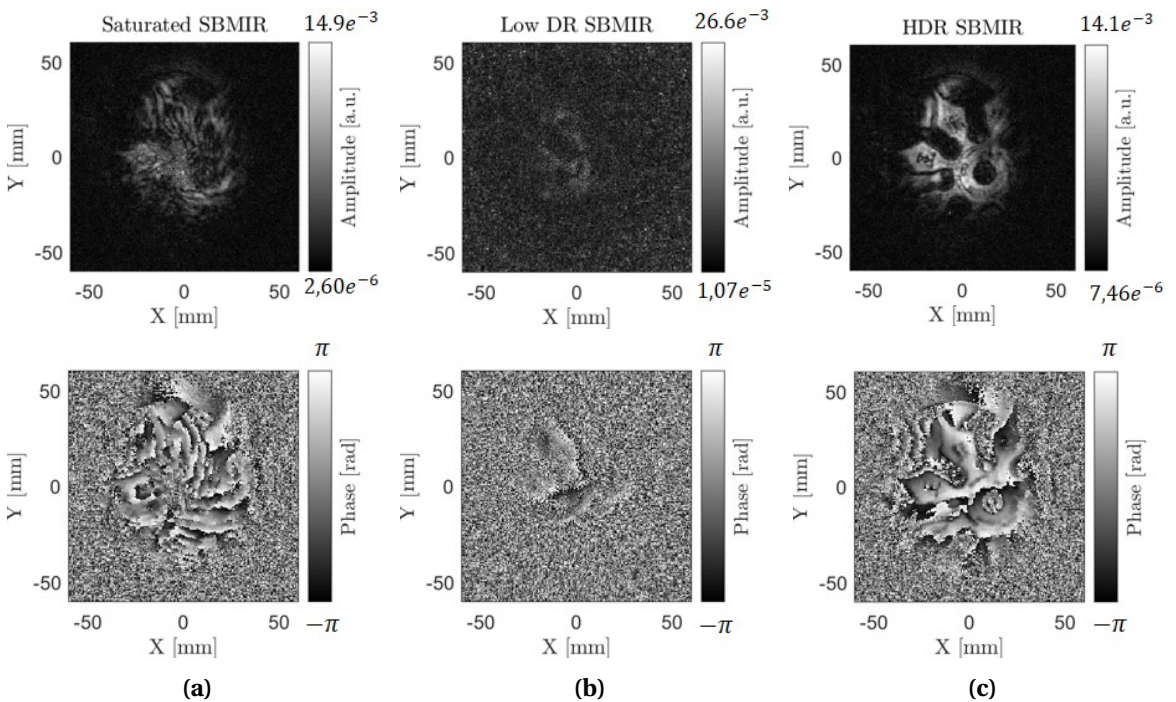 Saturated SBMIR 14.9e^{-3}
Y [mm]
50
0
-50
-50 0 50
X [mm]
Amplitude [a.u.]
2,60e^{-6}
Low DR SBMIR 26.6e^{-3}
Y [mm]
50
0
-50
-50 0 50
X [mm]
Amplitude [a.u.]
1,07e^{-5}
HDR SBMIR 14.1e^{-3}
Y [mm]
50
0
-50
-50 0 50
X [mm]
Amplitude [a.u.]
7,46e^{-6}
π
Y [mm]
50
0
-50
-50 0 50
X [mm]
Phase [rad]
−π
π
Y [mm]
50
0
-50
-50 0 50
X [mm]
Phase [rad]
−π
π
Y [mm]
50
0
-50
-50 0 50
X [mm]
Phase [rad]
−π
(a) (b) (c)